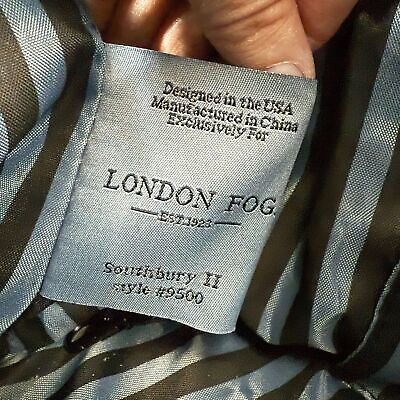 Designed in the USA
Manufactured in China
Exclusively For
LONDON FOG
EST.1923
Southbury II
style #9500